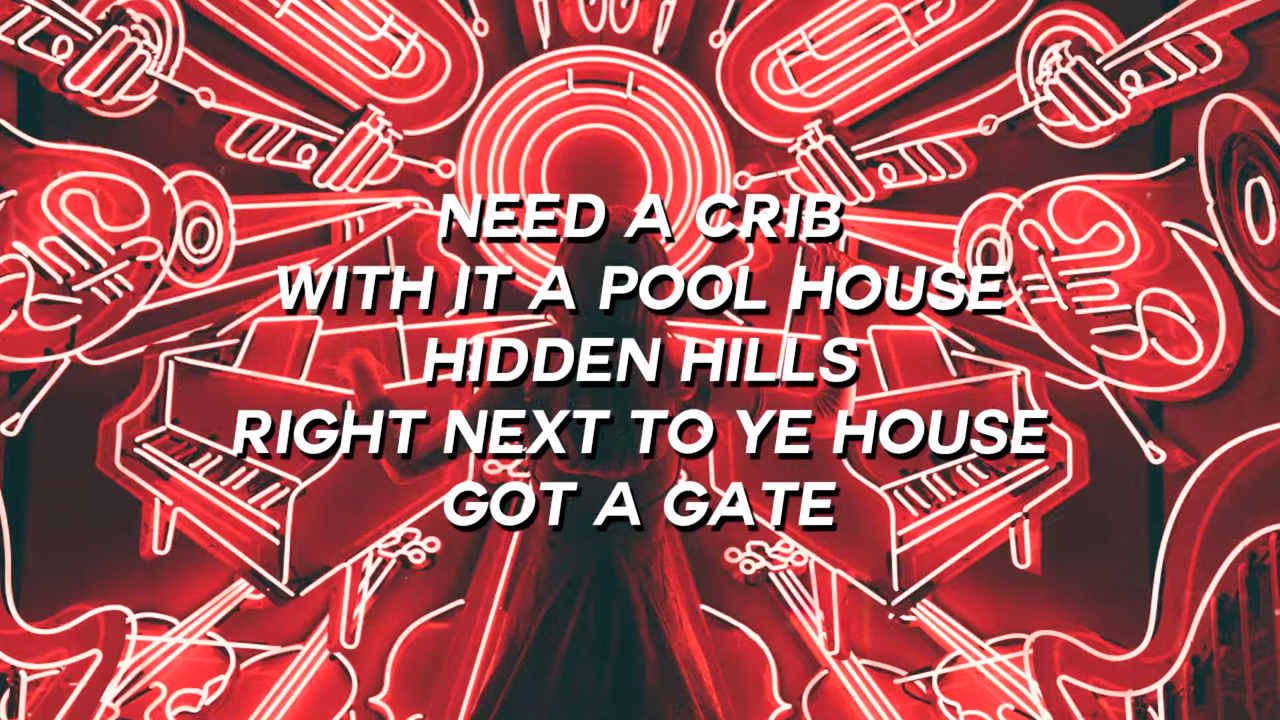 NEED A CRIB
WITH IT A POOL HOUSE
HIDDEN HILLS
RIGHT NEXT TO YE HOUSE
GOT A GATE